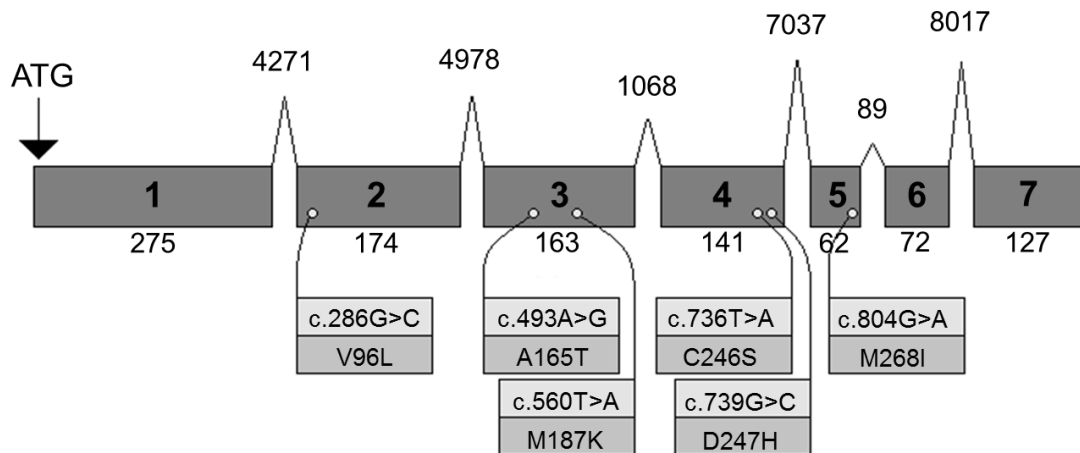 7037
8017
4271
4978
1068
89
ATG
1
2
3
4
5
6
7
275
174
163
141
62
72
127
c.286G>C
V96L
c.493A>G
A165T
c.736T>A
C246S
c.804G>A
M268I
c.560T>A
M187K
c.739G>C
D247H